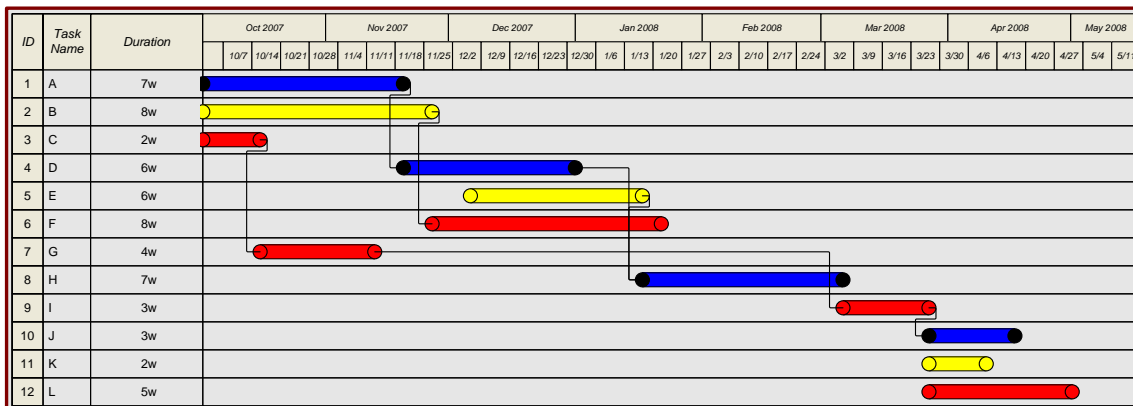 ID Task Name Duration Oct 2007 Nov 2007 Dec 2007 Jan 2008 Feb 2008 Mar 2008 Apr 2008 May 2008
10/7 10/14 10/21 10/28 11/4 11/11 11/18 11/25 12/2 12/9 12/16 12/23 12/30 1/6 1/13 1/20 1/27 2/3 2/10 2/17 2/24 3/2 3/9 3/16 3/23 3/30 4/6 4/13 4/20 4/27 5/4 5/11
1 A 7w
2 B 8w
3 C 2w
4 D 6w
5 E 6w
6 F 8w
7 G 4w
8 H 7w
9 I 3w
10 J 3w
11 K 2w
12 L 5w